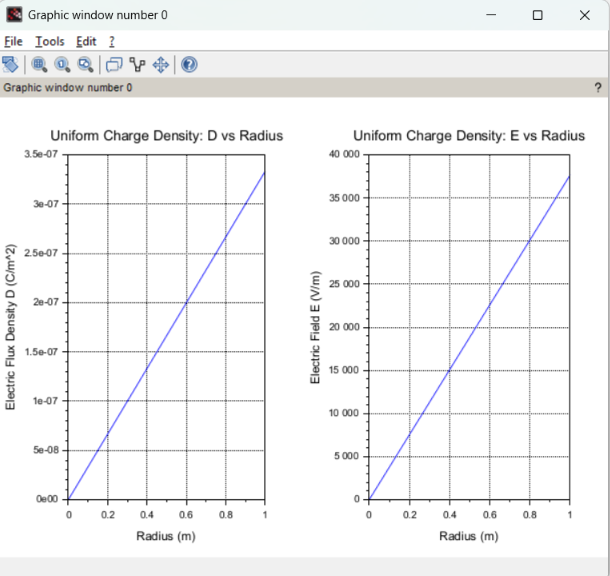 Graphic window number 0
File Tools Edit ?
Graphic window number 0 ?
Uniform Charge Density: D vs Radius
3.5e-07
3e-07
2.5e-07
2e-07
1.5e-07
1e-07
5e-08
0e00
Electric Flux Density D (C/m^2)
0 0.2 0.4 0.6 0.8 1
Radius (m)
Uniform Charge Density: E vs Radius
40 000
35 000
30 000
25 000
20 000
15 000
10 000
5 000
0
Electric Field E (V/m)
0 0.2 0.4 0.6 0.8 1
Radius (m)